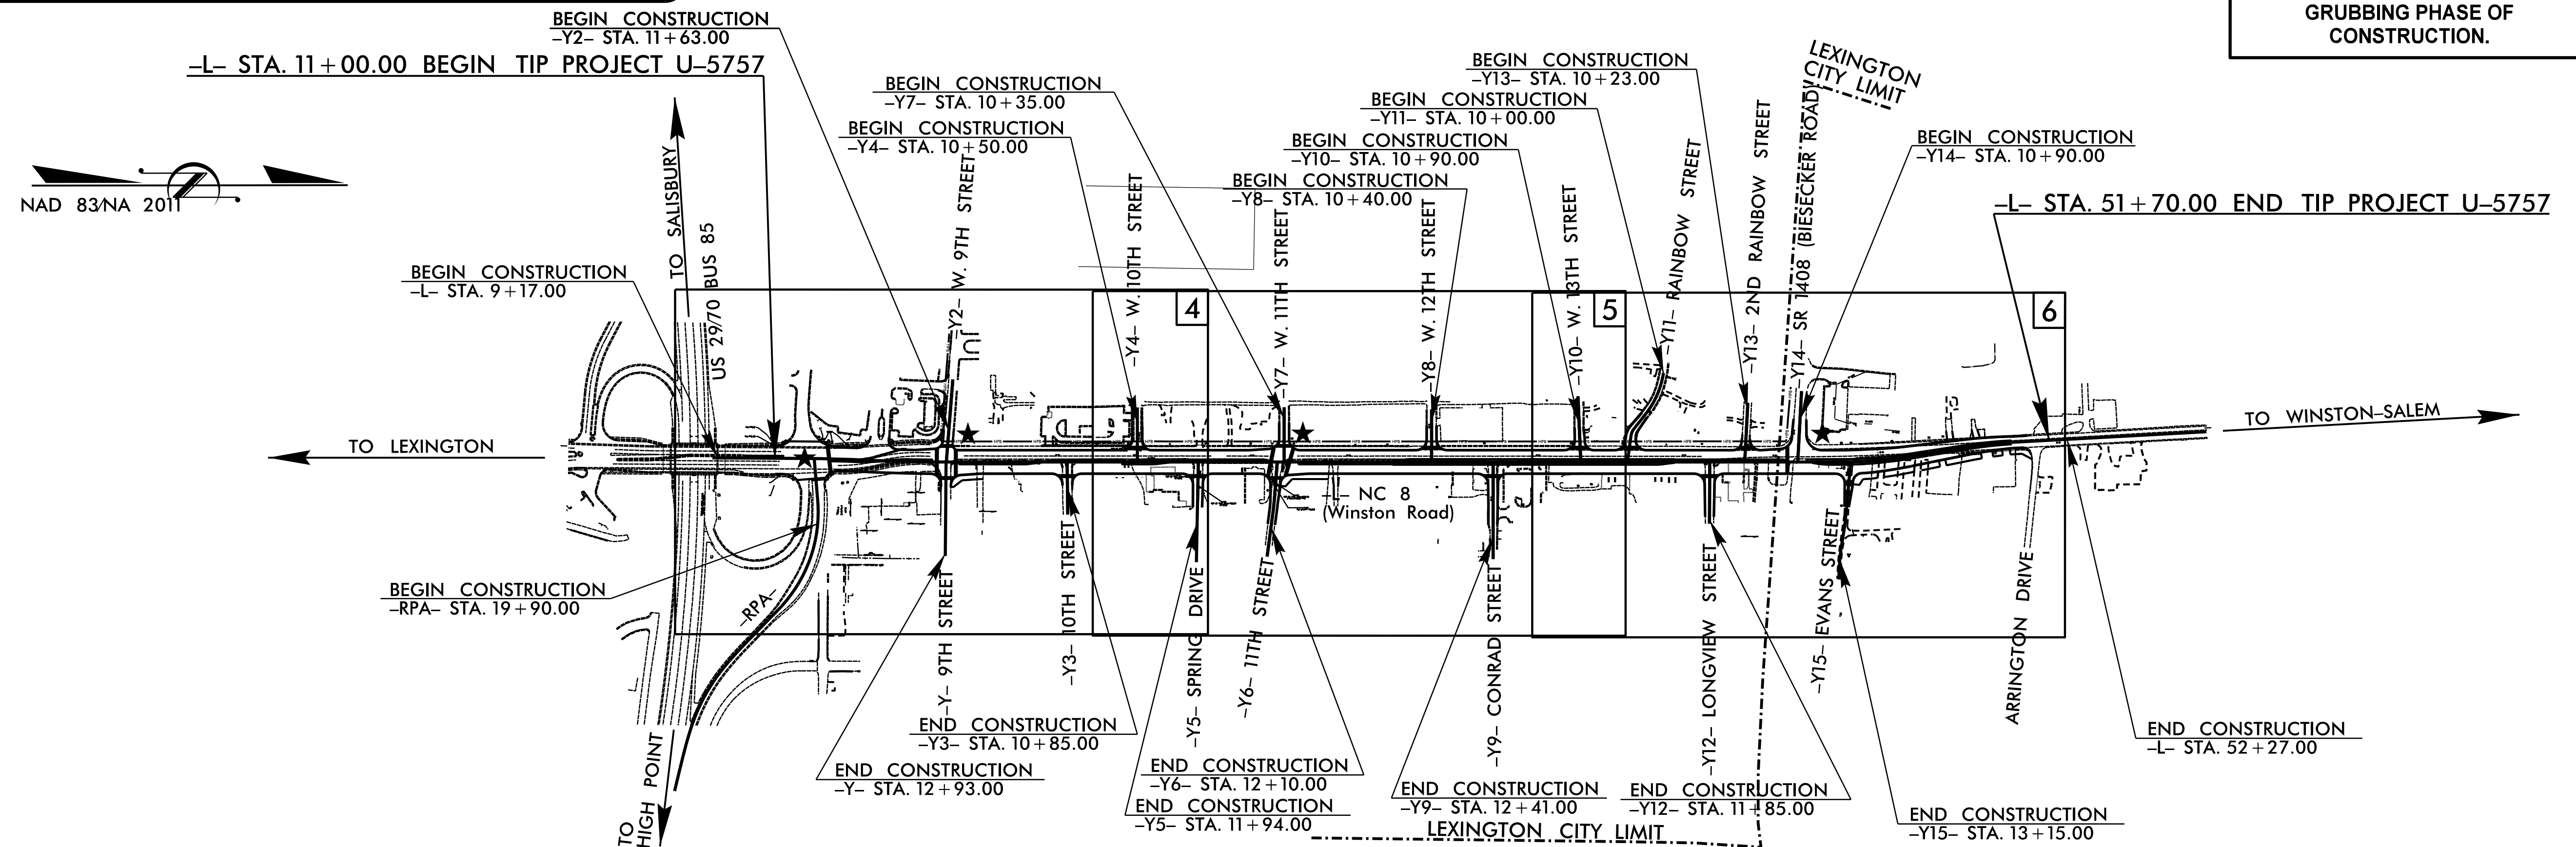 GRUBBING PHASE OF
CONSTRUCTION.
BEGIN CONSTRUCTION
–Y2– STA. 11+63.00
–L– STA. 11+00.00 BEGIN TIP PROJECT U–5757
BEGIN CONSTRUCTION
–Y7– STA. 10+35.00
BEGIN CONSTRUCTION
–Y4– STA. 10+50.00
BEGIN CONSTRUCTION
–Y13– STA. 10+23.00
BEGIN CONSTRUCTION
–Y11– STA. 10+00.00
BEGIN CONSTRUCTION
–Y10– STA. 10+90.00
BEGIN CONSTRUCTION
–Y8– STA. 10+40.00
LEXINGTON
CITY LIMIT
BEGIN CONSTRUCTION
–Y14– STA. 10+90.00
–L– STA. 51+70.00 END TIP PROJECT U–5757
NAD 83/NA 2011
TO SALISBURY
US 29/70 BUS 85
BEGIN CONSTRUCTION
–L– STA. 9+17.00
–Y2– W. 9TH STREET
–Y4– W. 10TH STREET
4
–Y7– W. 11TH STREET
–Y8– W. 12TH STREET
–Y10– W. 13TH STREET
5
–Y11– RAINBOW STREET
–Y13– 2ND RAINBOW STREET
–Y14– SR 1408 (BIESECKER ROAD)
6
TO LEXINGTON
TO WINSTON–SALEM
–L– NC 8
(Winston Road)
BEGIN CONSTRUCTION
–RPA– STA. 19+90.00
–RPA–
–Y– 9TH STREET
–Y3– 10TH STREET
–Y5– SPRING DRIVE
–Y6– 11TH STREET
–Y9– CONRAD STREET
–Y12– LONGVIEW STREET
–Y15– EVANS STREET
ARRINGTON DRIVE
TO
HIGH POINT
END CONSTRUCTION
–Y3– STA. 10+85.00
END CONSTRUCTION
–Y– STA. 12+93.00
END CONSTRUCTION
–Y6– STA. 12+10.00
END CONSTRUCTION
–Y5– STA. 11+94.00
END CONSTRUCTION
–Y9– STA. 12+41.00
END CONSTRUCTION
–Y12– STA. 11+85.00
LEXINGTON CITY LIMIT
END CONSTRUCTION
–Y15– STA. 13+15.00
END CONSTRUCTION
–L– STA. 52+27.00